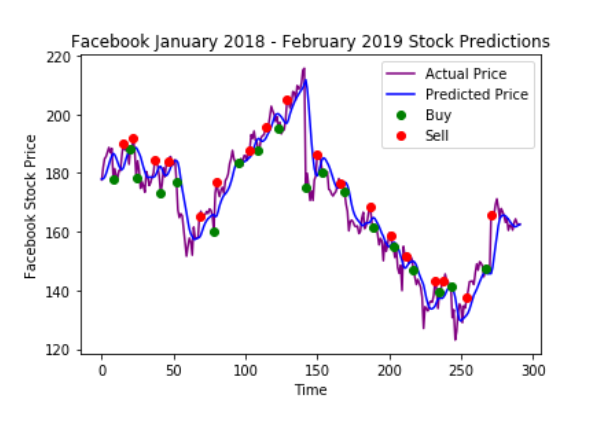 Facebook January 2018 - February 2019 Stock Predictions
220
200
180
160
140
120
Facebook Stock Price
Actual Price
Predicted Price
Buy
Sell
0 50 100 150 200 250 300
Time